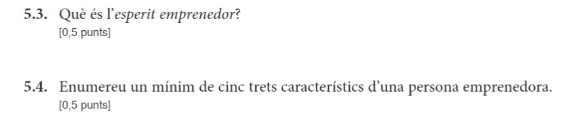 5.3. Què és l'esperit emprenedor?
[0,5 punts]
5.4. Enumereu un mínim de cinc trets característics d'una persona emprenedora.
[0,5 punts]